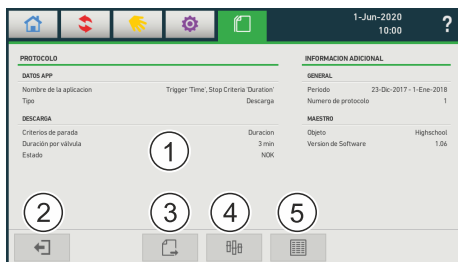 1-Jun-2020
10:00
?
PROTOCOLO
DATOS APP
Nombre de la aplicacion Trigger 'Time', Stop Criteria 'Duration'
Tipo Descarga
DESCARGA
Criterios de parada Duracion
Duración por válvula 3 min
Estado NOK
INFORMACION ADICIONAL
GENERAL
Periodo 23-Dic-2017 - 1-Ene-2018
Numero de protocolo 1
MAESTRO
Objeto Highschool
Version de Software 1.06
1
2
3
4
5